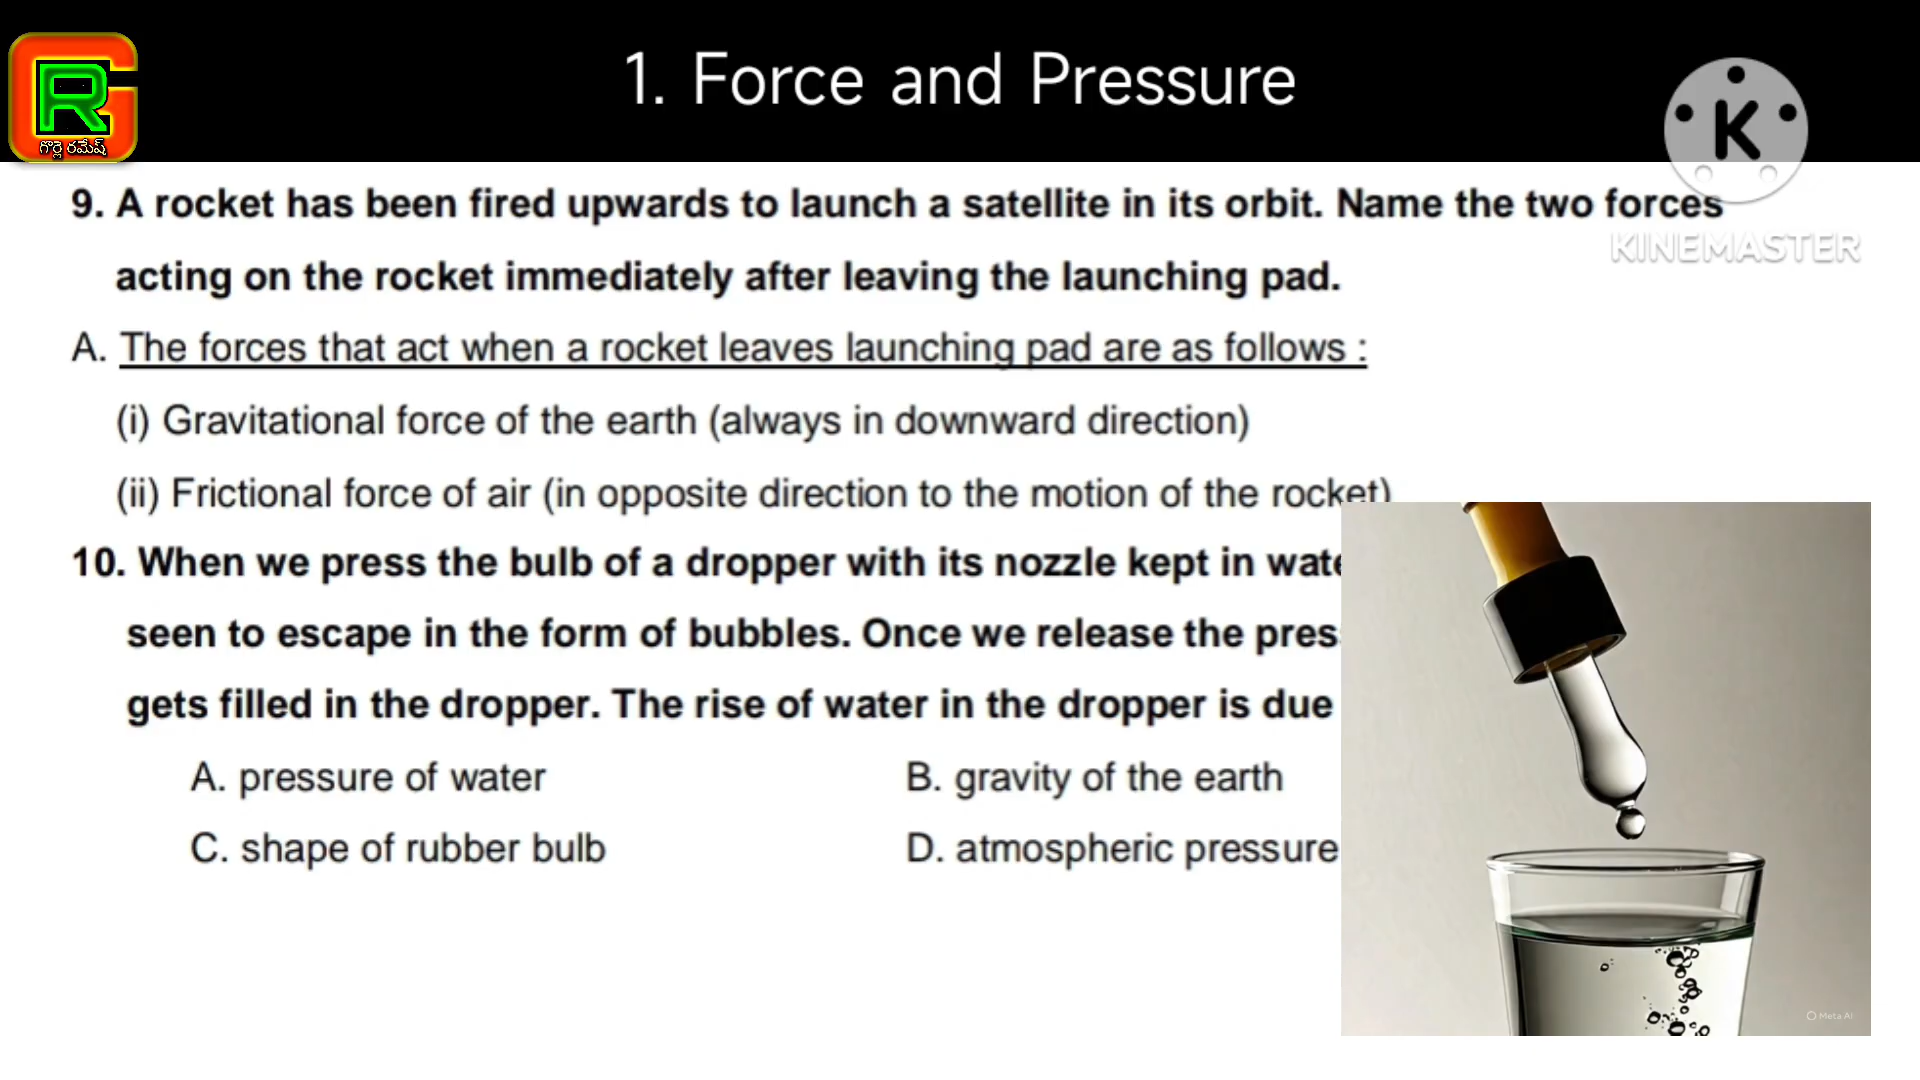 1. Force and Pressure
R
గొర్లె రమేష్
K
KINEMASTER
9. A rocket has been fired upwards to launch a satellite in its orbit. Name the two forces
acting on the rocket immediately after leaving the launching pad.
A. The forces that act when a rocket leaves launching pad are as follows :
(i) Gravitational force of the earth (always in downward direction)
(ii) Frictional force of air (in opposite direction to the motion of the rocket)
10. When we press the bulb of a dropper with its nozzle kept in
seen to escape in the form of bubbles. Once we release the
gets filled in the dropper. The rise of water in the dropper is due
A. pressure of water
B. gravity of the earth
C. shape of rubber bulb
D. atmospheric pressure
Meta AI